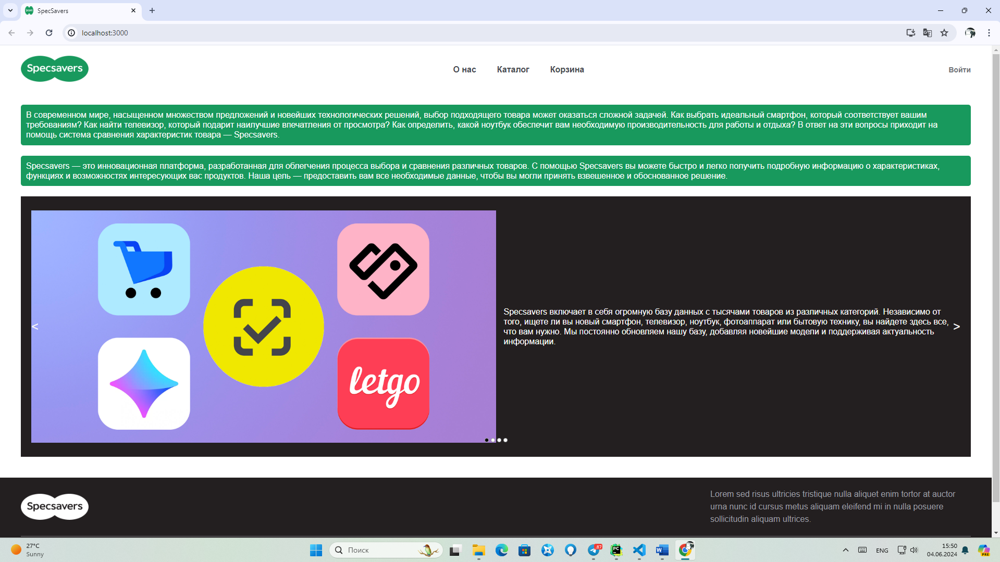 SpecSavers
localhost:3000
Specsavers
О нас
Каталог
Корзина
Войти
В современном мире, насыщенном множеством предложений и новейших технологических решений, выбор подходящего товара может оказаться сложной задачей. Как выбрать идеальный смартфон, который соответствует вашим
требованиям? Как найти телевизор, который подарит наилучшие впечатления от просмотра? Как определить, какой ноутбук обеспечит вам необходимую производительность для работы и отдыха? В ответ на эти вопросы приходит на
помощь система сравнения характеристик товара — Specsavers.
Specsavers — это инновационная платформа, разработанная для облегчения процесса выбора и сравнения различных товаров. С помощью Specsavers вы можете быстро и легко получить подробную информацию о характеристиках,
функциях и возможностях интересующих вас продуктов. Наша цель — предоставить вам все необходимые данные, чтобы вы могли принять взвешенное и обоснованное решение.
letgo
<
Specsavers включает в себя огромную базу данных с тысячами товаров из различных категорий. Независимо от
того, ищете ли вы новый смартфон, телевизор, ноутбук, фотоаппарат или бытовую технику, вы найдете здесь все,
что вам нужно. Мы постоянно обновляем нашу базу, добавляя новейшие модели и поддерживая актуальность
информации.
>
Specsavers
Lorem sed risus ultricies tristique nulla aliquet enim tortor at auctor
urna nunc id cursus metus aliquam eleifend mi in nulla posuere
sollicitudin aliquam ultrices.
27°C
Sunny
Поиск
87
PC
W
ENG
15:50
04.06.2024
PRE